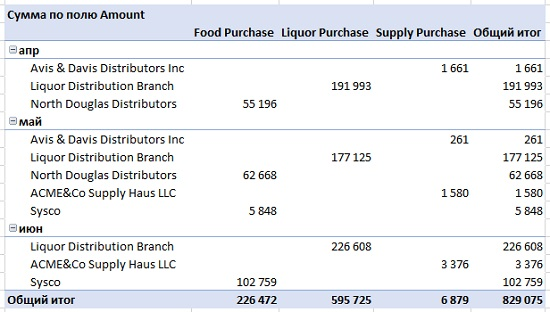 Сумма по полю Amount
Food Purchase Liquor Purchase Supply Purchase Общий итог
апр
Avis & Davis Distributors Inc 1 661 1 661
Liquor Distribution Branch 191 993 191 993
North Douglas Distributors 55 196 55 196
май
Avis & Davis Distributors Inc 261 261
Liquor Distribution Branch 177 125 177 125
North Douglas Distributors 62 668 62 668
ACME&Co Supply Haus LLC 1 580 1 580
Sysco 5 848 5 848
июн
Liquor Distribution Branch 226 608 226 608
ACME&Co Supply Haus LLC 3 376 3 376
Sysco 102 759 102 759
Общий итог 226 472 595 725 6 879 829 075